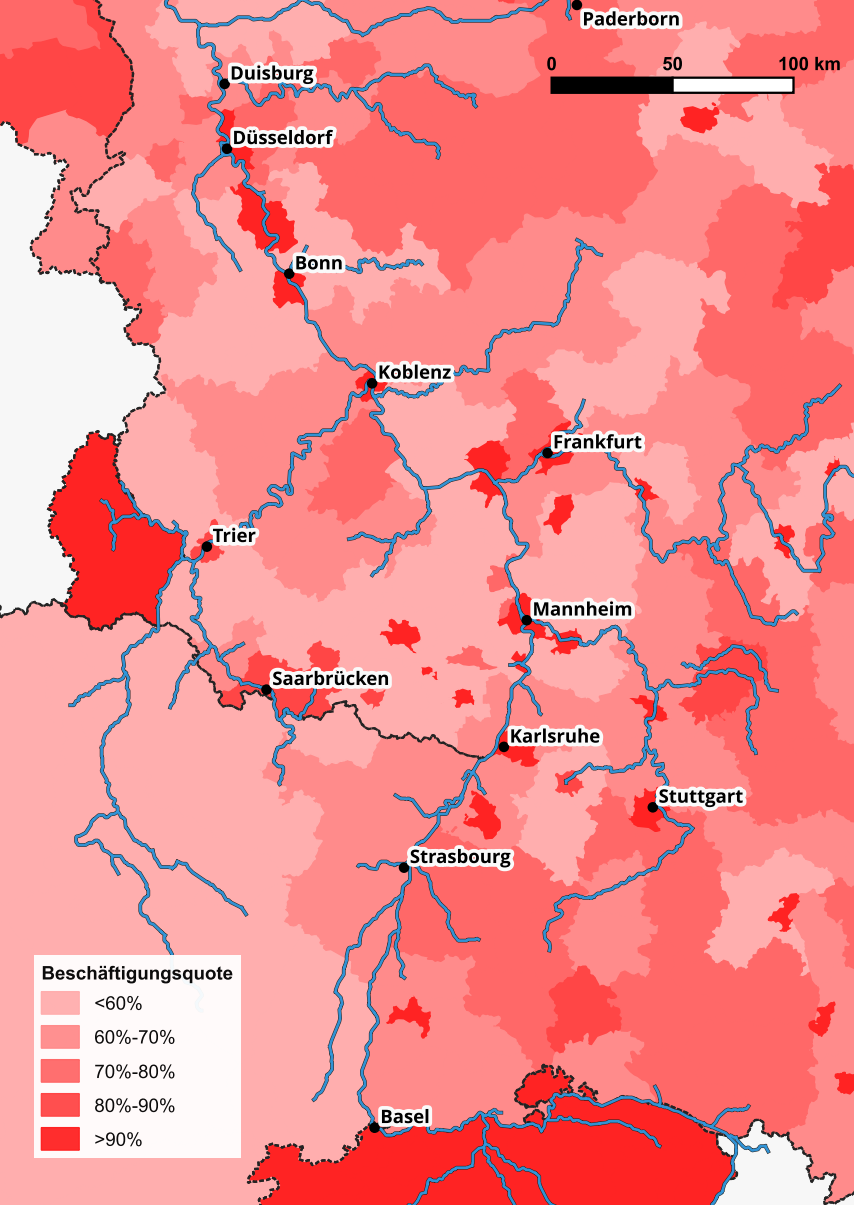 Paderborn
0 50 100 km
Duisburg
Düsseldorf
Bonn
Koblenz
Frankfurt
Trier
Mannheim
Saarbrücken
Karlsruhe
Stuttgart
Strasbourg
Beschäftigungsquote
<60%
60%-70%
70%-80%
80%-90%
>90%
Basel